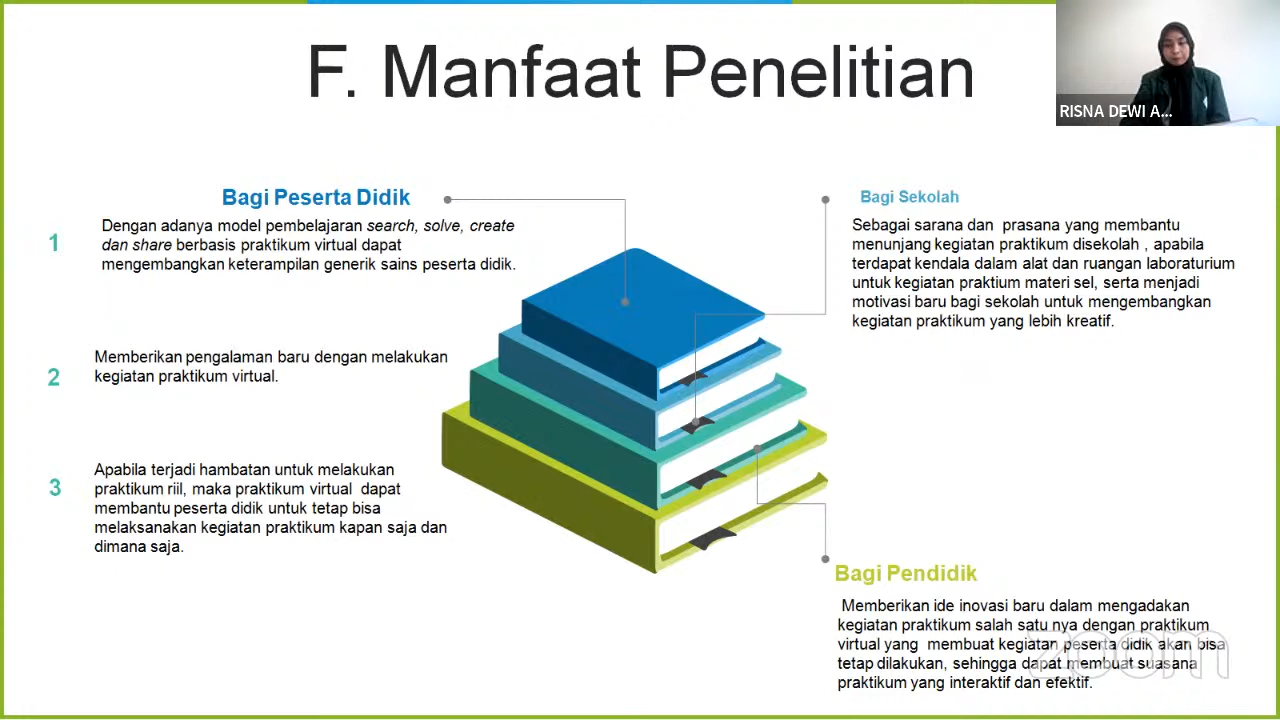 F. Manfaat Penelitian
RISNA DEWI A...
Bagi Peserta Didik
1
Dengan adanya model pembelajaran search, solve, create
dan share berbasis praktikum virtual dapat
mengembangkan keterampilan generik sains peserta didik.
2
Memberikan pengalaman baru dengan melakukan
kegiatan praktikum virtual.
3
Apabila terjadi hambatan untuk melakukan
praktikum riil, maka praktikum virtual dapat
membantu peserta didik untuk tetap bisa
melaksanakan kegiatan praktikum kapan saja dan
dimana saja.
Bagi Sekolah
Sebagai sarana dan prasana yang membantu
menunjang kegiatan praktikum disekolah , apabila
terdapat kendala dalam alat dan ruangan laboraturium
untuk kegiatan praktium materi sel, serta menjadi
motivasi baru bagi sekolah untuk mengembangkan
kegiatan praktikum yang lebih kreatif.
Bagi Pendidik
Memberikan ide inovasi baru dalam mengadakan
kegiatan praktikum salah satu nya dengan praktikum
virtual yang membuat kegiatan peserta didik akan bisa
tetap dilakukan, sehingga dapat membuat suasana
praktikum yang interaktif dan efektif.
zoom